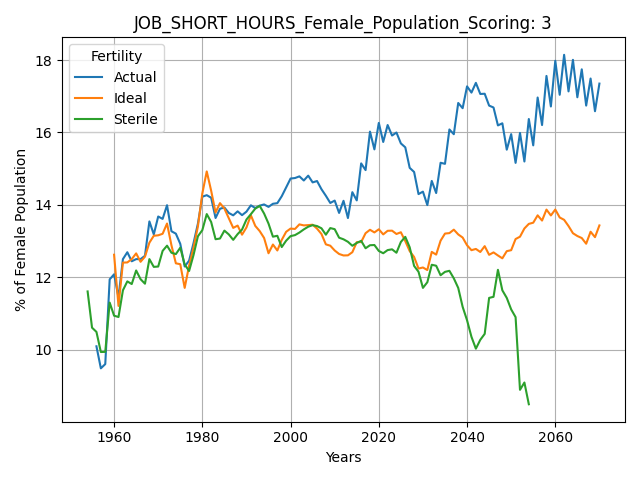 JOB_SHORT_HOURS_Female_Population_Scoring: 3
Fertility
Actual
Ideal
Sterile
% of Female Population
18
16
14
12
10
1960 1980 2000 2020 2040 2060
Years